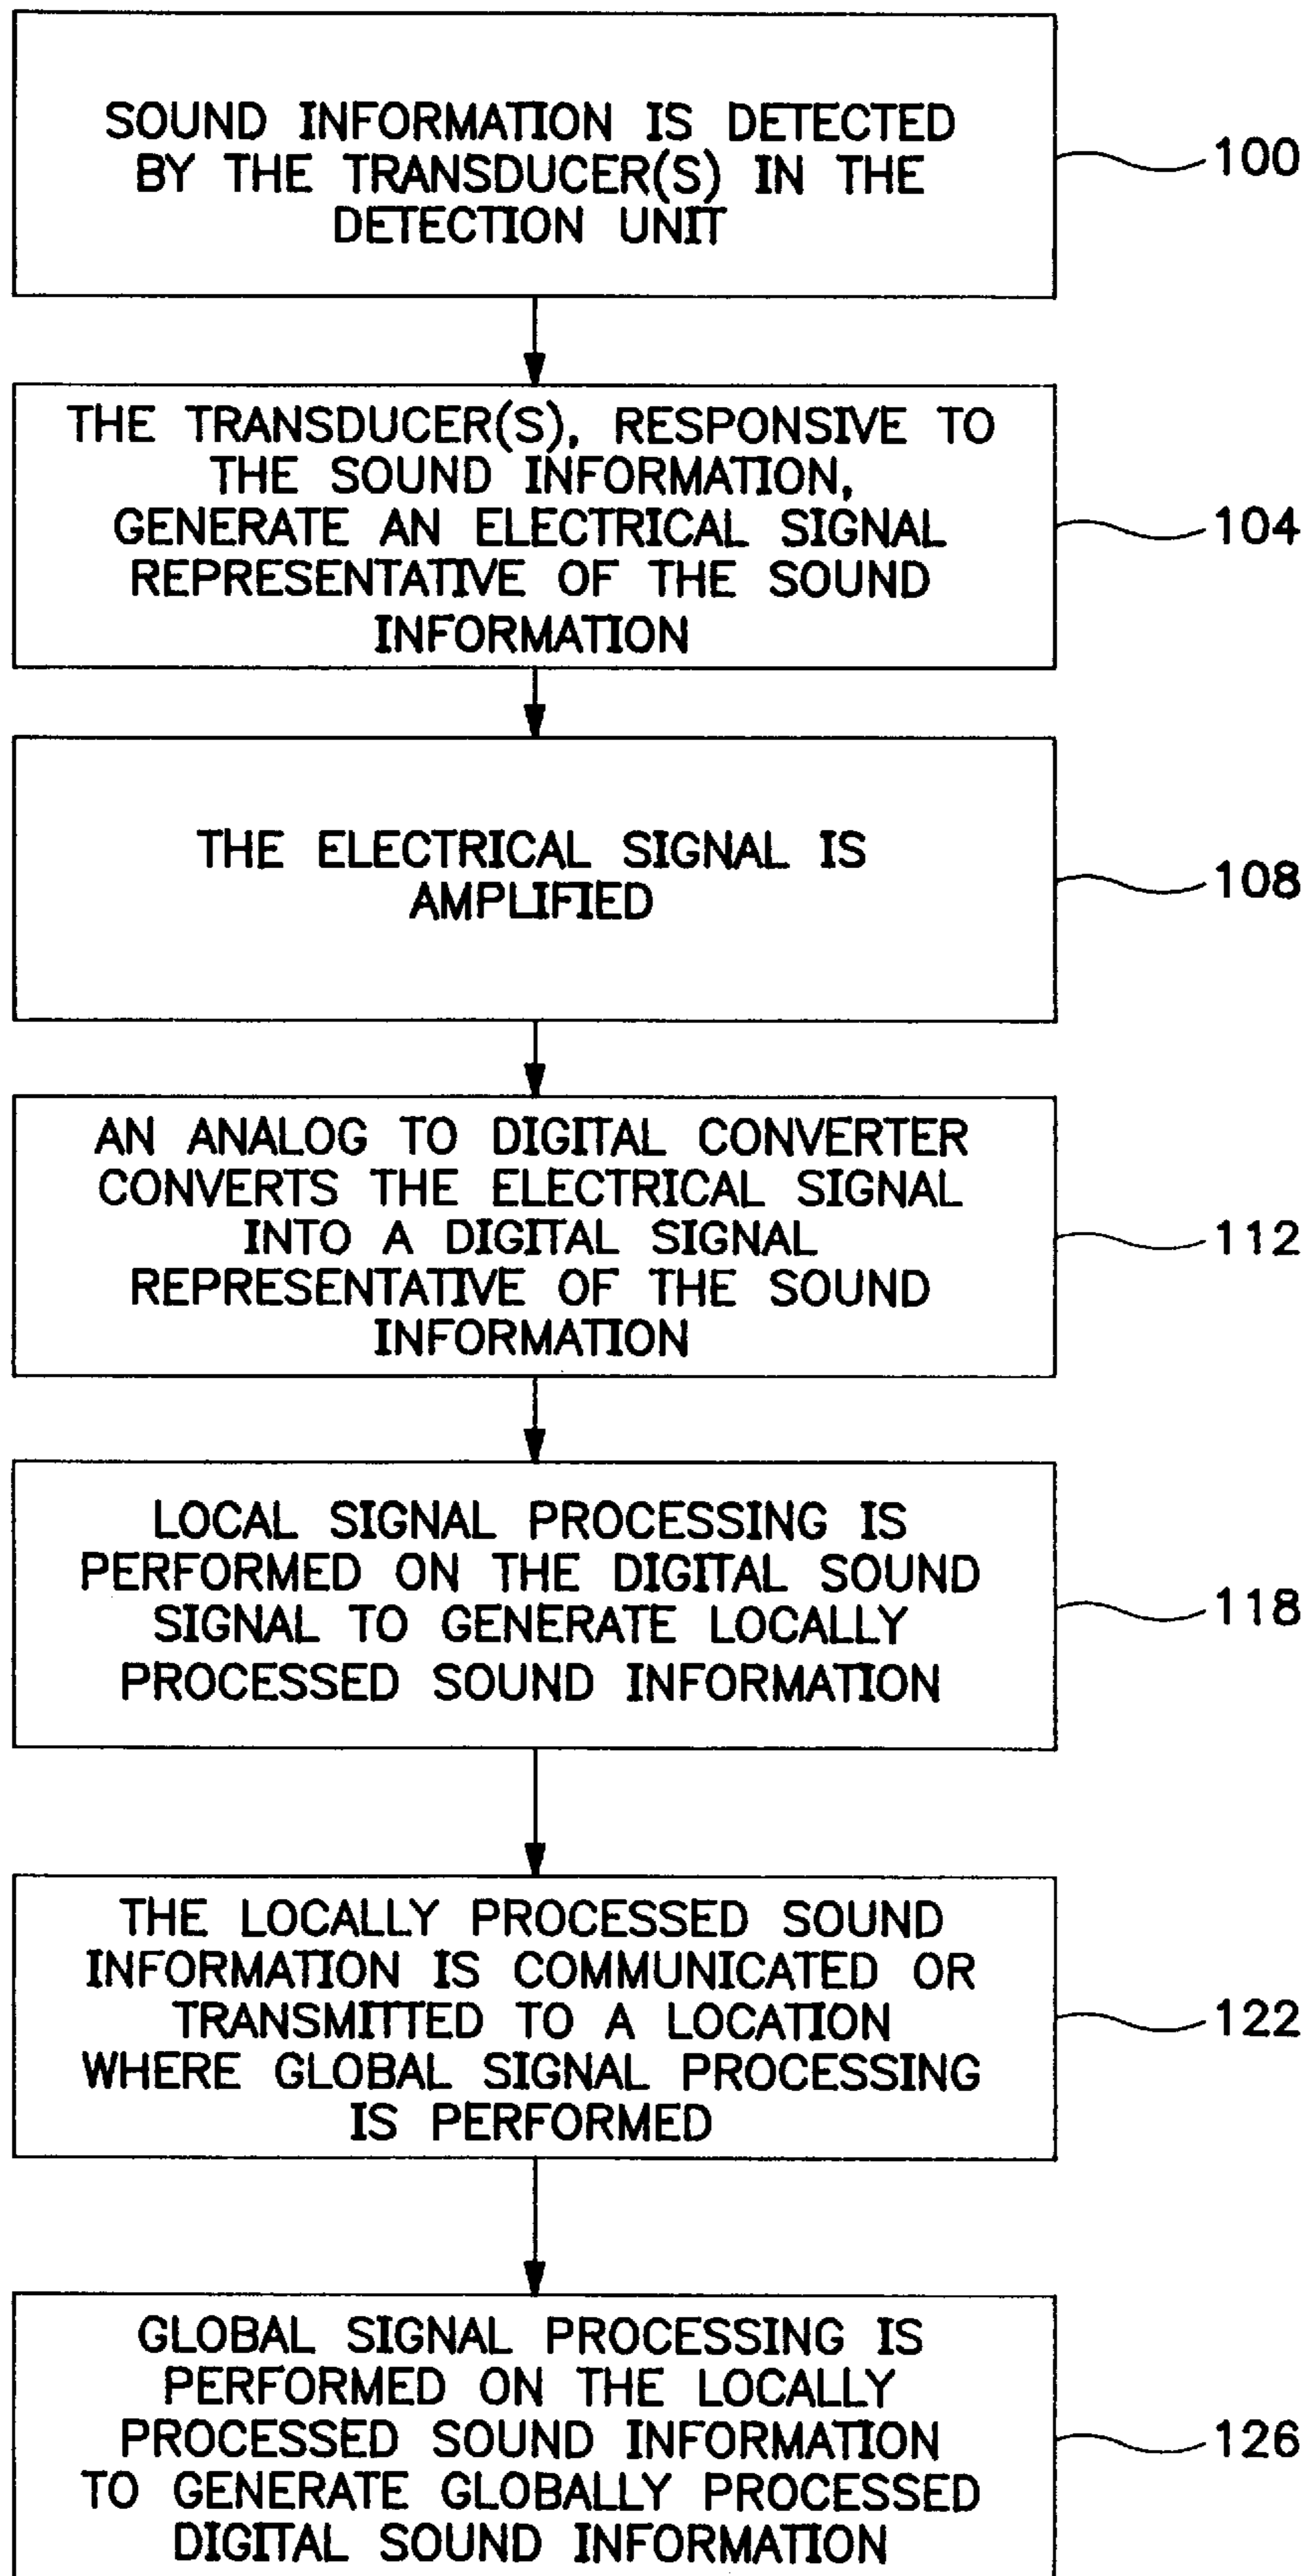 SOUND INFORMATION IS DETECTED
BY THE TRANSDUCER(S) IN THE
DETECTION UNIT
100
THE TRANSDUCER(S), RESPONSIVE TO
THE SOUND INFORMATION,
GENERATE AN ELECTRICAL SIGNAL
REPRESENTATIVE OF THE SOUND
INFORMATION
104
THE ELECTRICAL SIGNAL IS
AMPLIFIED
108
AN ANALOG TO DIGITAL CONVERTER
CONVERTS THE ELECTRICAL SIGNAL
INTO A DIGITAL SIGNAL
REPRESENTATIVE OF THE SOUND
INFORMATION
112
LOCAL SIGNAL PROCESSING IS
PERFORMED ON THE DIGITAL SOUND
SIGNAL TO GENERATE LOCALLY
PROCESSED SOUND INFORMATION
118
THE LOCALLY PROCESSED SOUND
INFORMATION IS COMMUNICATED OR
TRANSMITTED TO A LOCATION
WHERE GLOBAL SIGNAL PROCESSING
IS PERFORMED
122
GLOBAL SIGNAL PROCESSING IS
PERFORMED ON THE LOCALLY
PROCESSED SOUND INFORMATION
TO GENERATE GLOBALLY PROCESSED
DIGITAL SOUND INFORMATION
126